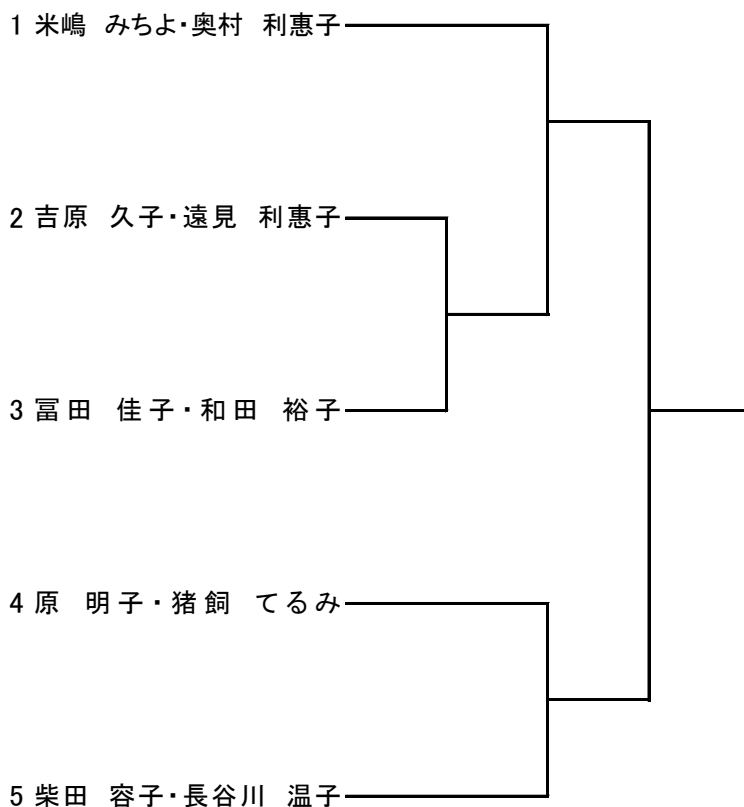 1 米嶋 みちよ・奥村 利惠子
2 吉原 久子・遠見 利惠子
3 冨田 佳子・和田 裕子
4 原 明子・猪飼 てるみ
5 柴田 容子・長谷川 温子